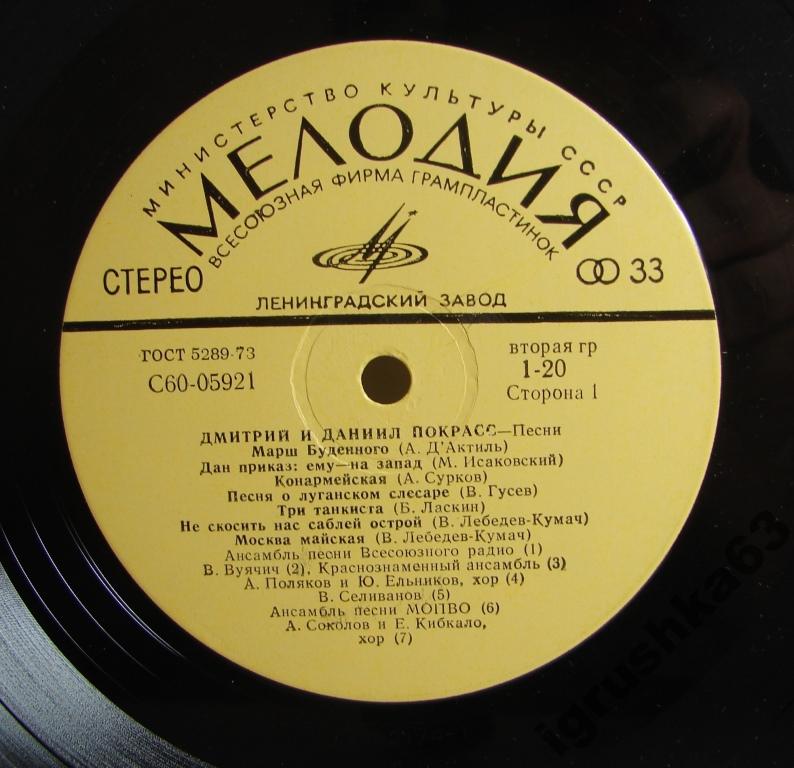 МИНИСТЕРСТВО КУЛЬТУРЫ СССР
МЕЛОДИЯ
ВСЕСОЮЗНАЯ ФИРМА ГРАМПЛАСТИНОК
СТЕРЕО
33
ЛЕНИНГРАДСКИЙ ЗАВОД
ГОСТ 5289-73
С60-05921
вторая гр
1-20
Сторона 1
ДМИТРИЙ И ДАНИИЛ ПОКРАСС—Песни
Марш Буденного (А. Д'Актиль)
Дан приказ: ему—на запад (М. Исаковский)
Конармейская (А. Сурков)
Песня о луганском слесаре (В. Гусев)
Три танкиста (Б. Ласкин)
Не скосить нас саблей острой (В. Лебедев-Кумач)
Москва майская (В. Лебедев-Кумач)
Ансамбль песни Всесоюзного радио (1)
В. Вуячич (2), Краснознаменный ансамбль (3)
А. Поляков и Ю. Ельников, хор (4)
В. Селиванов (5)
Ансамбль песни МОПВО (6)
А. Соколов и Е. Кибкало,
хор (7)
igrushka63